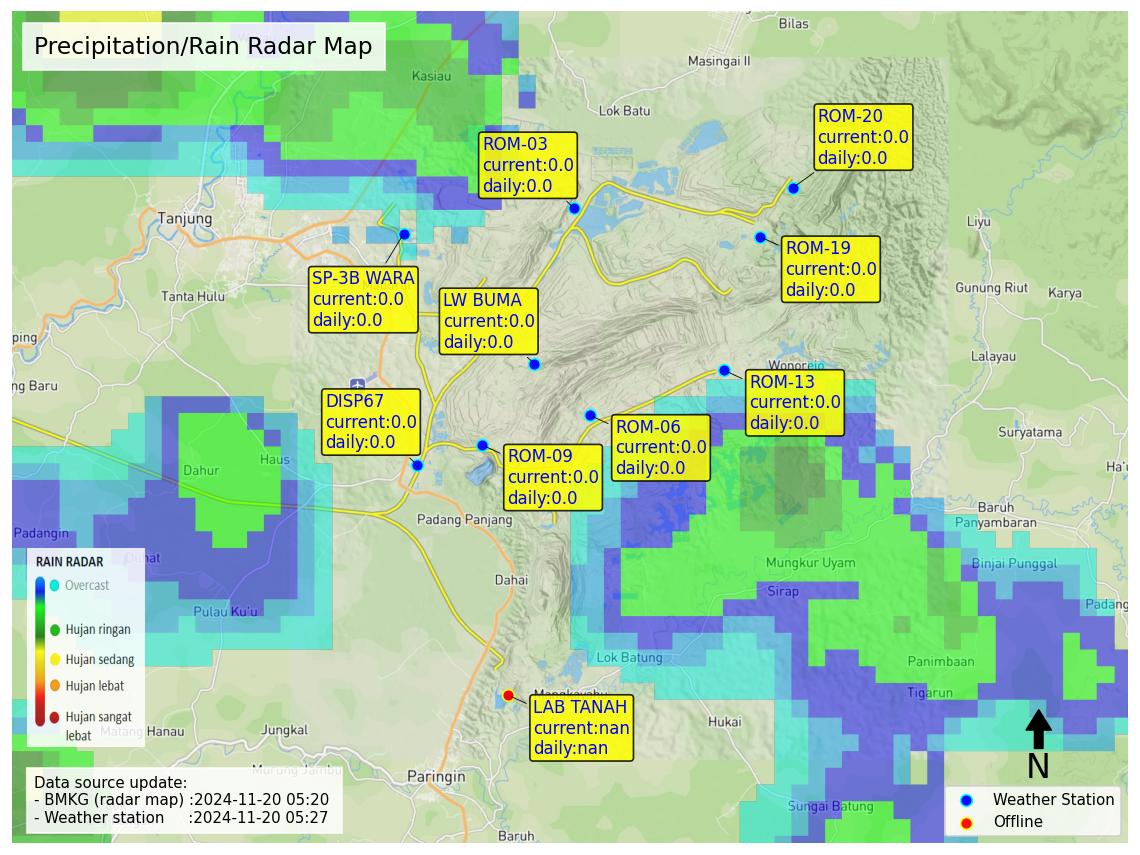 Precipitation/Rain Radar Map
Bilas
Masingai II
Kasiau
Lok Batu
ROM-20
current:0.0
daily:0.0
ROM-03
current:0.0
daily:0.0
Tanjung
Liyu
ROM-19
current:0.0
daily:0.0
SP-3B WARA
current:0.0
daily:0.0
Tanta Hulu
LW BUMA
current:0.0
daily:0.0
Gunung Riut
Karya
ping
Lalayau
ng Baru
Wonorejo
ROM-13
current:0.0
daily:0.0
DISP67
current:0.0
daily:0.0
ROM-06
current:0.0
daily:0.0
Suryatama
Haus
Dahur
ROM-09
current:0.0
daily:0.0
Ha'u
Baruh
Panyambaran
Padang Panjang
Padangin
Mungkur Uyam
Binjai Punggal
Dahai
Sirap
Padang
Pulau Ku'u
RAIN RADAR
Overcast
Hujan ringan
Hujan sedang
Hujan lebat
Hujan sangat
lebat
Lok Batung
Panimbaan
Tigarun
LAB TANAH
current:nan
daily:nan
Hukai
Manah
Jungkal
Paringin
N
Data source update:
- BMKG (radar map) :2024-11-20 05:20
- Weather station :2024-11-20 05:27
Sungai Batung
Baruh
Weather Station
Offline